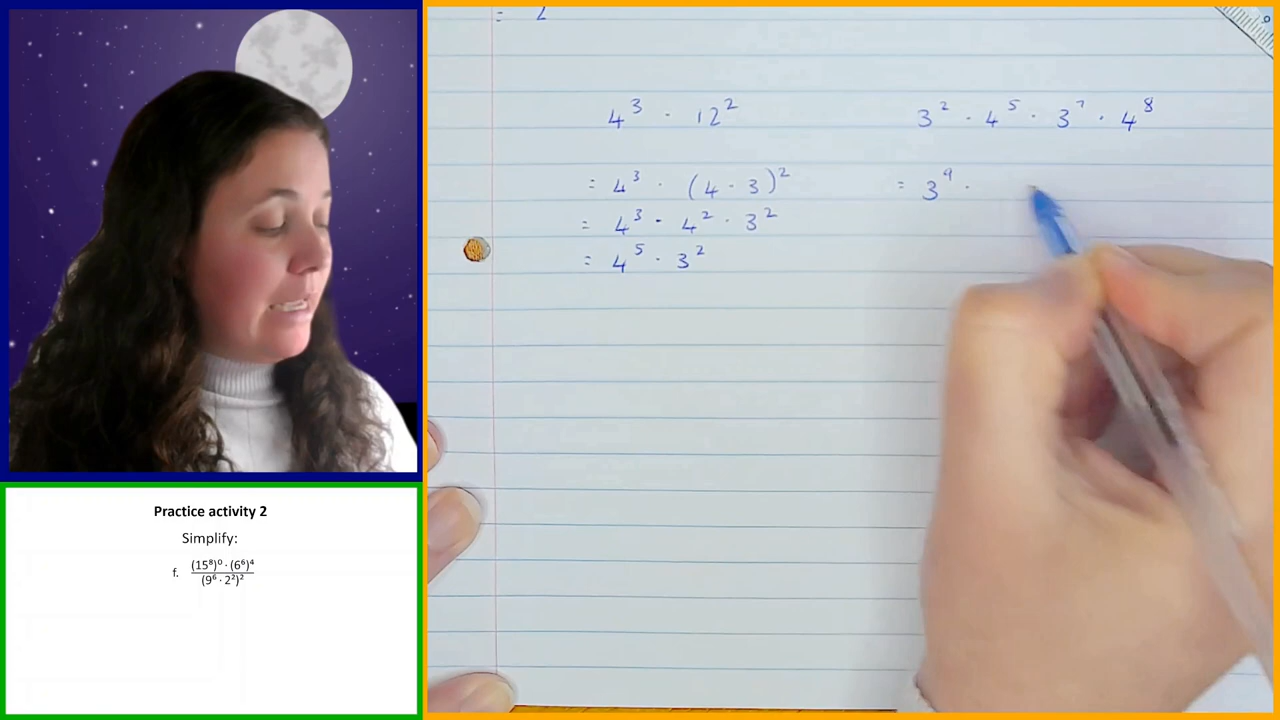 Practice activity 2
Simplify:
f. (15⁸)⁰ · (6⁶)⁴
(9⁶ · 2²)²
= 2
4³ · 12²
= 4³ · (4 · 3)²
= 4³ · 4² · 3²
= 4⁵ · 3²
3² · 4⁵ · 3⁷ · 4⁸
= 3⁹ ·